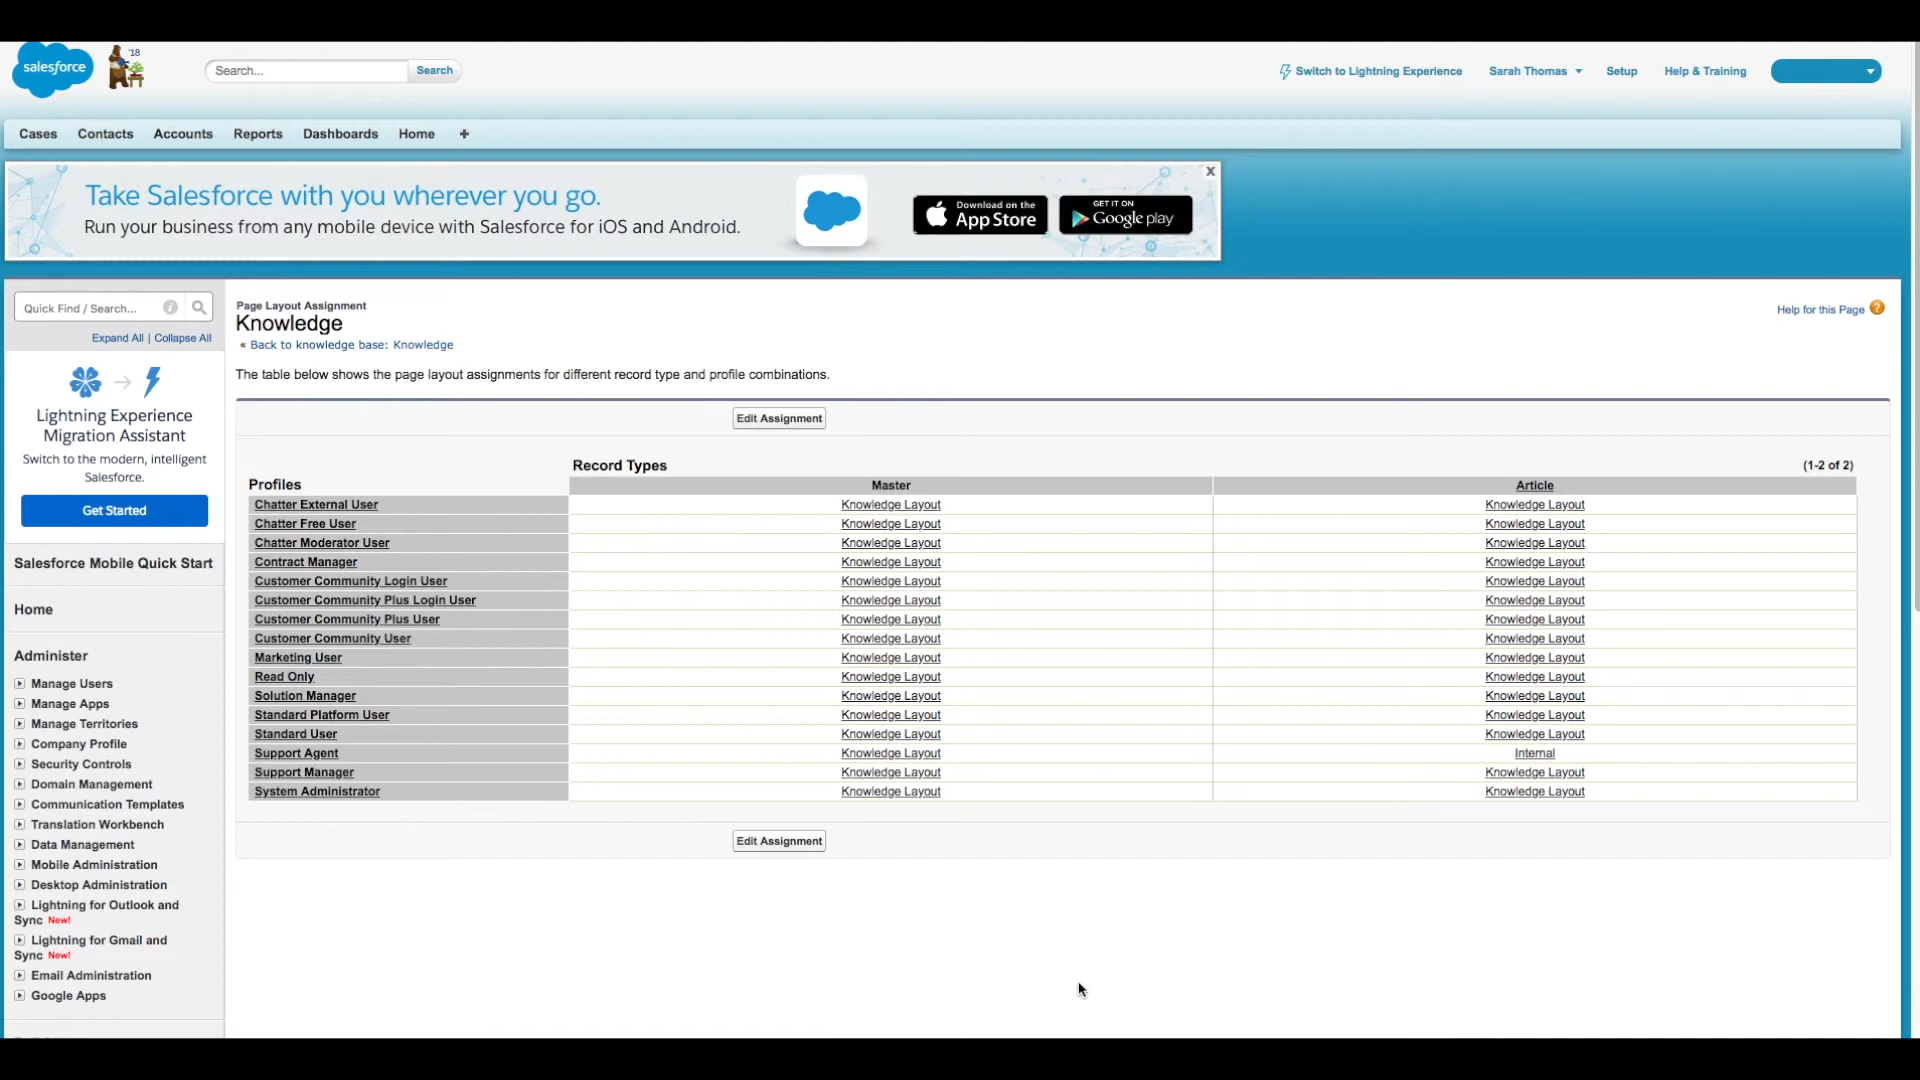 salesforce
'18
Search...
Search
Switch to Lightning Experience
Sarah Thomas
Setup
Help & Training
Cases
Contacts
Accounts
Reports
Dashboards
Home
+
Take Salesforce with you wherever you go.
Run your business from any mobile device with Salesforce for iOS and Android.
Download on the
App Store
GET IT ON
Google play
X
Quick Find / Search...
Expand All | Collapse All
Lightning Experience
Migration Assistant
Switch to the modern, intelligent
Salesforce.
Get Started
Salesforce Mobile Quick Start
Home
Administer
Manage Users
Manage Apps
Manage Territories
Company Profile
Security Controls
Domain Management
Communication Templates
Translation Workbench
Data Management
Mobile Administration
Desktop Administration
Lightning for Outlook and
Sync New!
Lightning for Gmail and
Sync New!
Email Administration
Google Apps
Page Layout Assignment
Knowledge
« Back to knowledge base: Knowledge
Help for this Page ?
The table below shows the page layout assignments for different record type and profile combinations.
Edit Assignment
Record Types (1-2 of 2)
Profiles Master Article
Chatter External User Knowledge Layout Knowledge Layout
Chatter Free User Knowledge Layout Knowledge Layout
Chatter Moderator User Knowledge Layout Knowledge Layout
Contract Manager Knowledge Layout Knowledge Layout
Customer Community Login User Knowledge Layout Knowledge Layout
Customer Community Plus Login User Knowledge Layout Knowledge Layout
Customer Community Plus User Knowledge Layout Knowledge Layout
Customer Community User Knowledge Layout Knowledge Layout
Marketing User Knowledge Layout Knowledge Layout
Read Only Knowledge Layout Knowledge Layout
Solution Manager Knowledge Layout Knowledge Layout
Standard Platform User Knowledge Layout Knowledge Layout
Standard User Knowledge Layout Knowledge Layout
Support Agent Knowledge Layout Internal
Support Manager Knowledge Layout Knowledge Layout
System Administrator Knowledge Layout Knowledge Layout
Edit Assignment